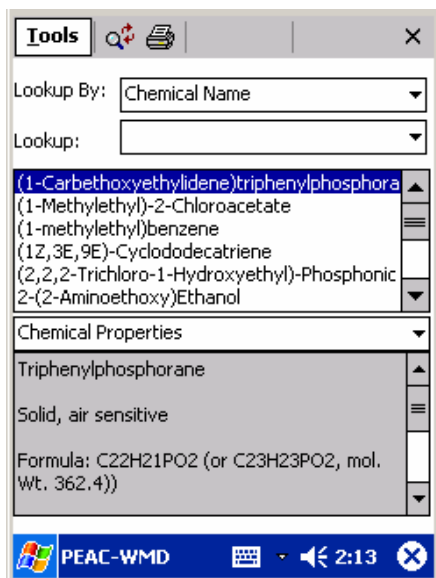 Tools
Lookup By: Chemical Name
Lookup:
(1-Carbethoxyethylidene)triphenylphosphora
(1-Methylethyl)-2-Chloroacetate
(1-methylethyl)benzene
(1Z,3E,9E)-Cyclododecatriene
(2,2,2-Trichloro-1-Hydroxyethyl)-Phosphonic
2-(2-Aminoethoxy)Ethanol
Chemical Properties
Triphenylphosphorane
Solid, air sensitive
Formula: C22H21PO2 (or C23H23PO2, mol.
Wt. 362.4))
PEAC-WMD 2:13